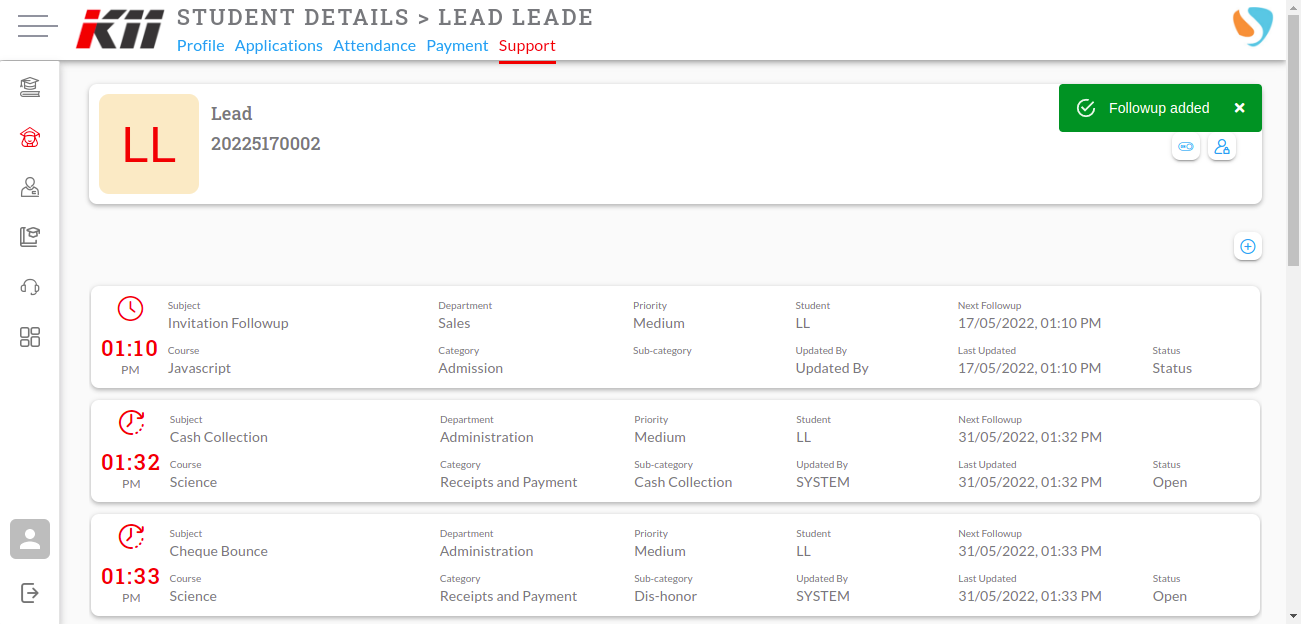 STUDENT DETAILS > LEAD LEADE
KII
Profile Applications Attendance Payment Support
Followup added
LL
Lead
20225170002
Subject Department Priority Student Next Followup
Invitation Followup Sales Medium LL 17/05/2022, 01:10 PM
01:10
PM
Course Category Sub-category Updated By Last Updated Status
Javascript Admission Updated By 17/05/2022, 01:10 PM Status
Subject Department Priority Student Next Followup
Cash Collection Administration Medium LL 31/05/2022, 01:32 PM
01:32
PM
Course Category Sub-category Updated By Last Updated Status
Science Receipts and Payment Cash Collection SYSTEM 31/05/2022, 01:32 PM Open
Subject Department Priority Student Next Followup
Cheque Bounce Administration Medium LL 31/05/2022, 01:33 PM
01:33
PM
Course Category Sub-category Updated By Last Updated Status
Science Receipts and Payment Dis-honor SYSTEM 31/05/2022, 01:33 PM Open